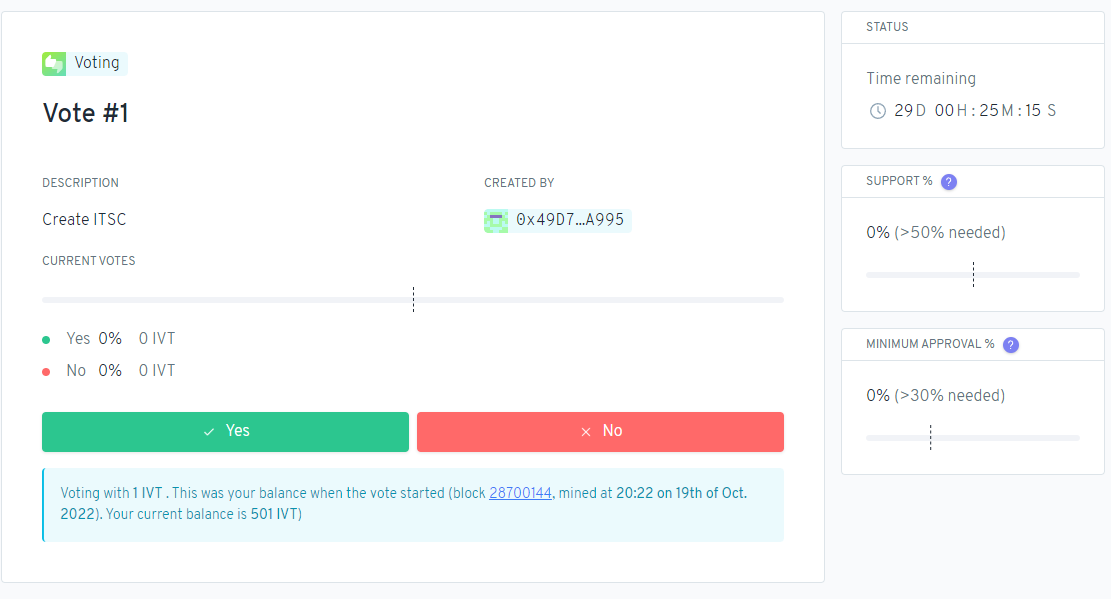 Voting
Vote #1
DESCRIPTION
Create ITSC
CREATED BY
0x49D7…A995
CURRENT VOTES
Yes 0% 0 IVT
No 0% 0 IVT
Yes
No
Voting with 1 IVT . This was your balance when the vote started (block 28700144, mined at 20:22 on 19th of Oct.
2022). Your current balance is 501 IVT)
STATUS
Time remaining
29D 00H : 25M : 15 S
SUPPORT % ?
0% (>50% needed)
MINIMUM APPROVAL % ?
0% (>30% needed)